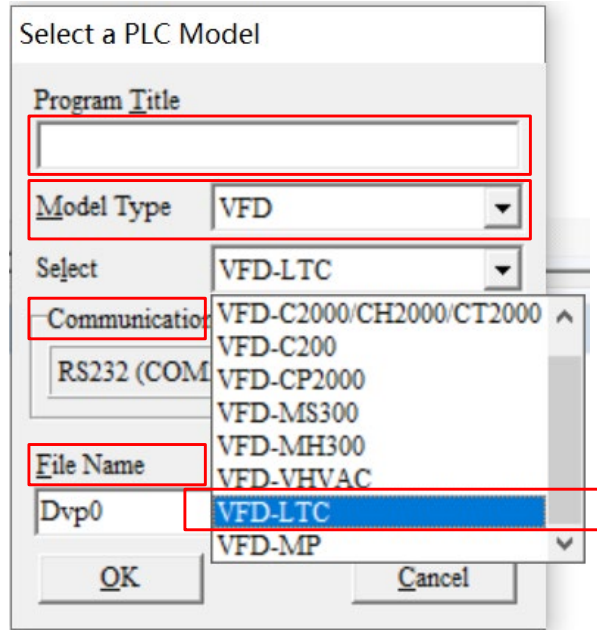 Select a PLC Model
Program Title
Model Type VFD
Select VFD-LTC
Communication
VFD-C2000/CH2000/CT2000
VFD-C200
RS232 (COM
VFD-CP2000
VFD-MS300
VFD-MH300
File Name
VFD-VHVAC
Dvp0
VFD-LTC
VFD-MP
OK Cancel